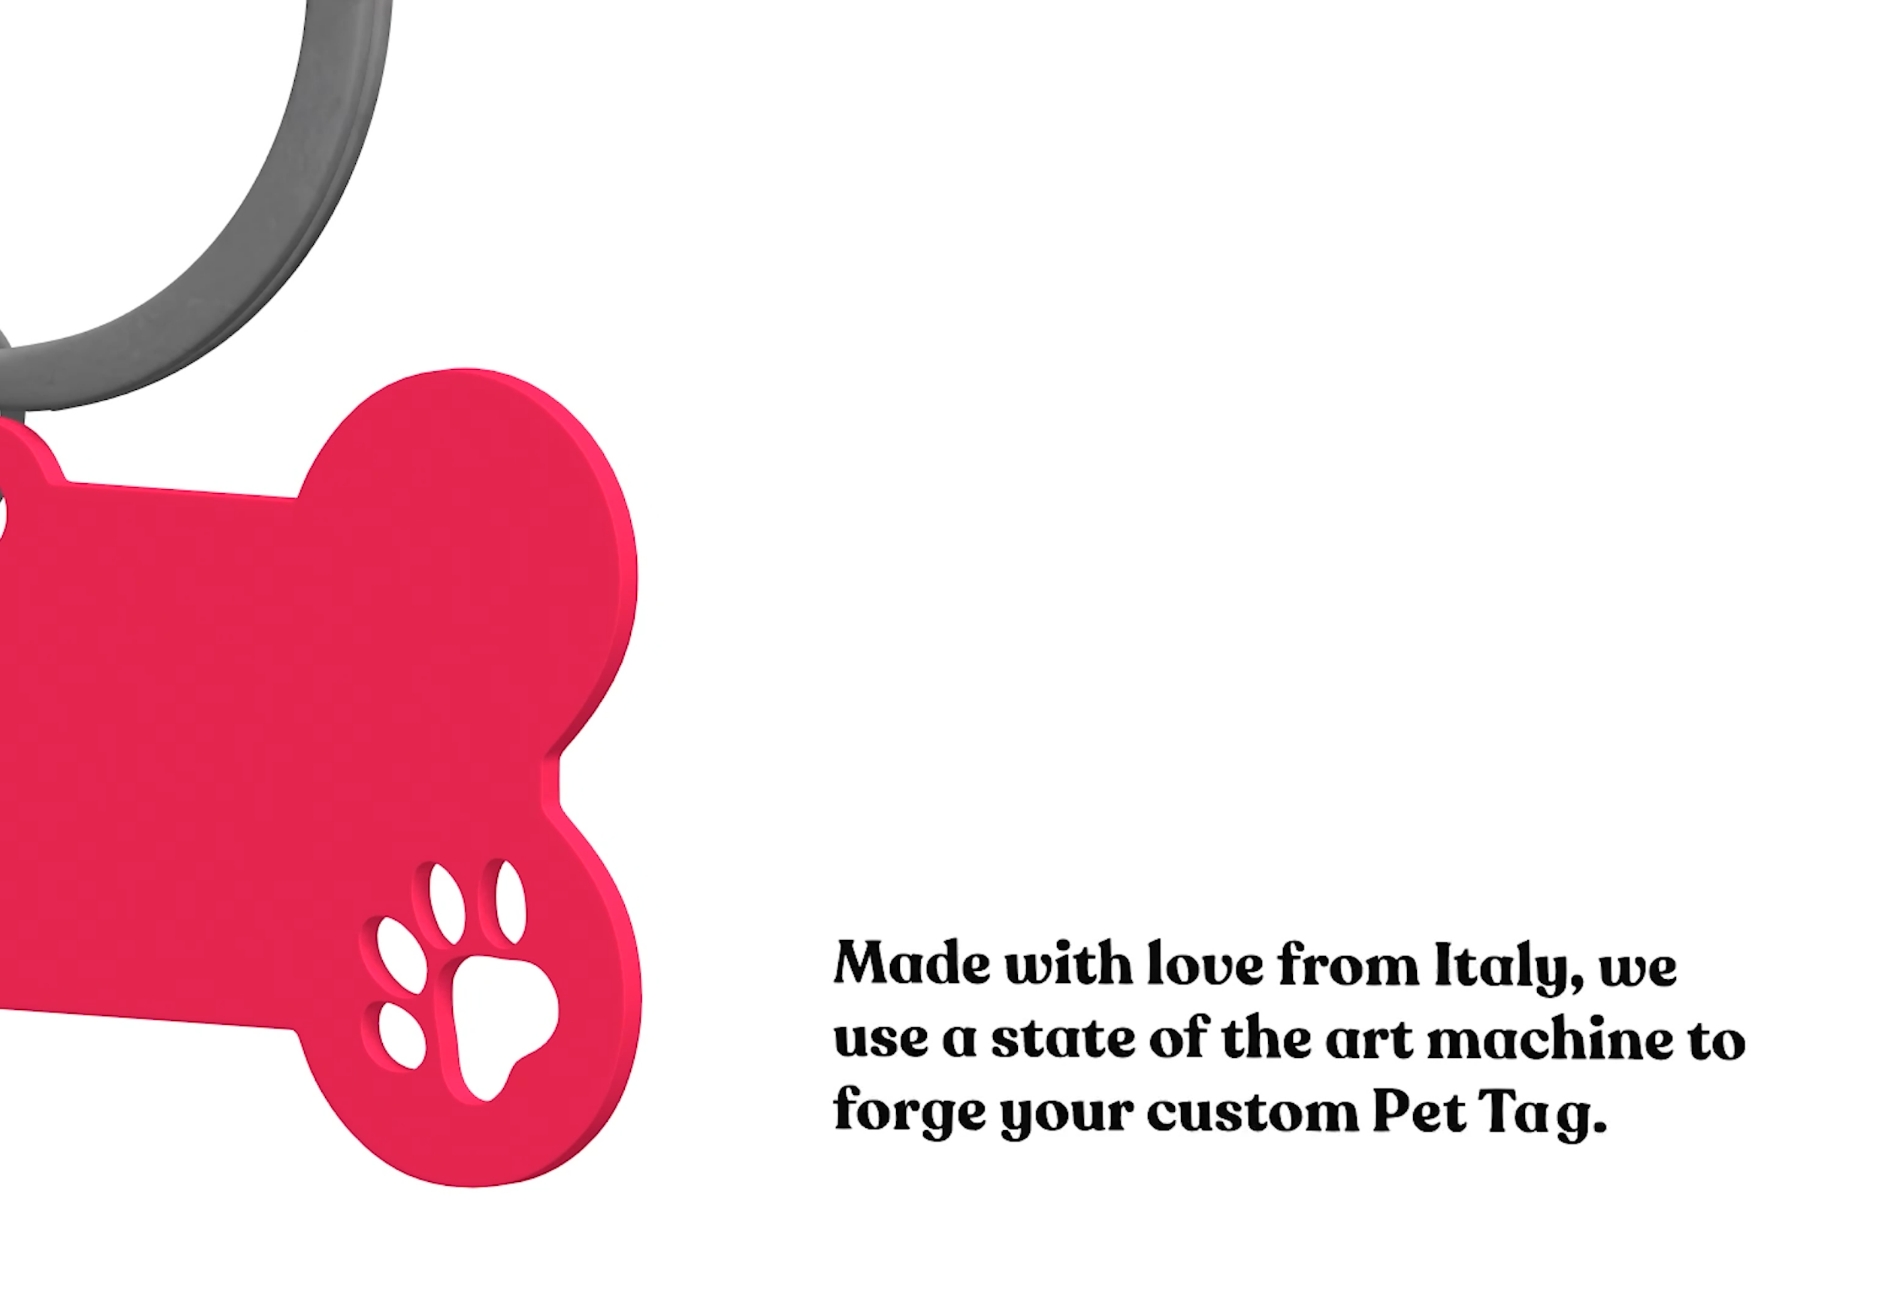 Made with love from Italy, we
use a state of the art machine to
forge your custom Pet Tag.